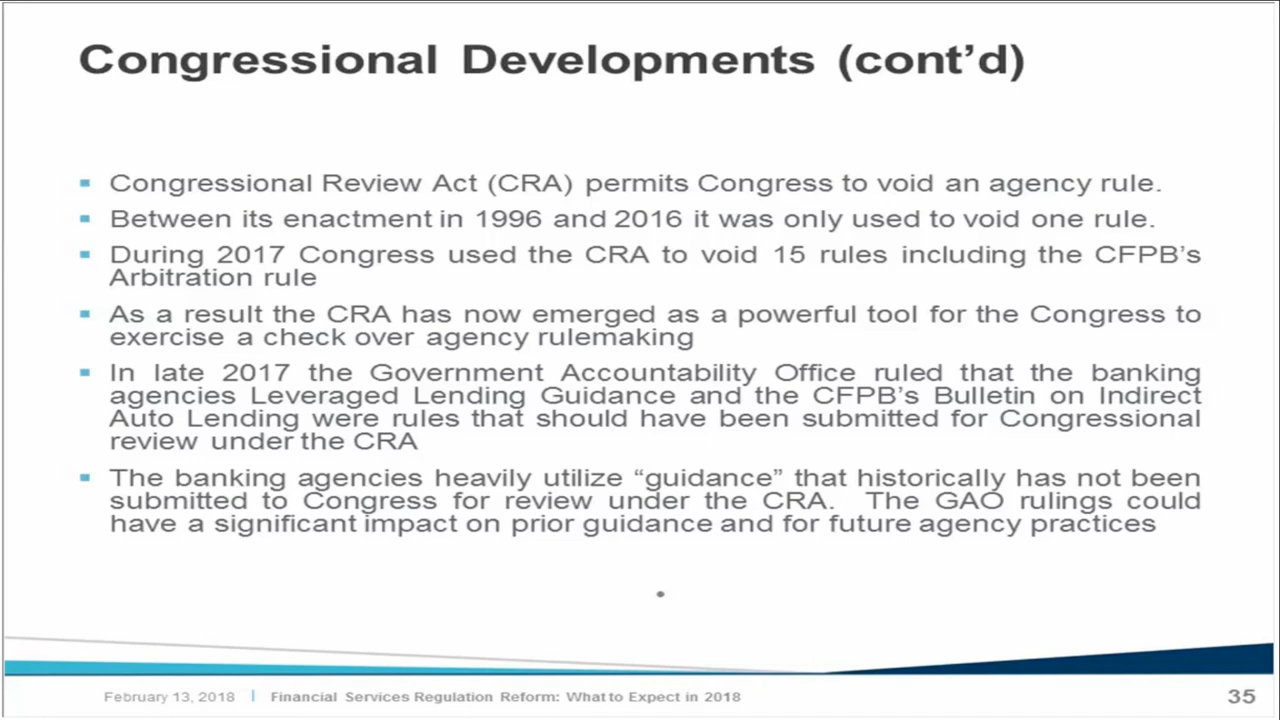 Congressional Developments (cont’d)
Congressional Review Act (CRA) permits Congress to void an agency rule.
Between its enactment in 1996 and 2016 it was only used to void one rule.
During 2017 Congress used the CRA to void 15 rules including the CFPB’s
Arbitration rule
As a result the CRA has now emerged as a powerful tool for the Congress to
exercise a check over agency rulemaking
In late 2017 the Government Accountability Office ruled that the banking
agencies Leveraged Lending Guidance and the CFPB’s Bulletin on Indirect
Auto Lending were rules that should have been submitted for Congressional
review under the CRA
The banking agencies heavily utilize “guidance” that historically has not been
submitted to Congress for review under the CRA. The GAO rulings could
have a significant impact on prior guidance and for future agency practices
February 13, 2018 | Financial Services Regulation Reform: What to Expect in 2018
35